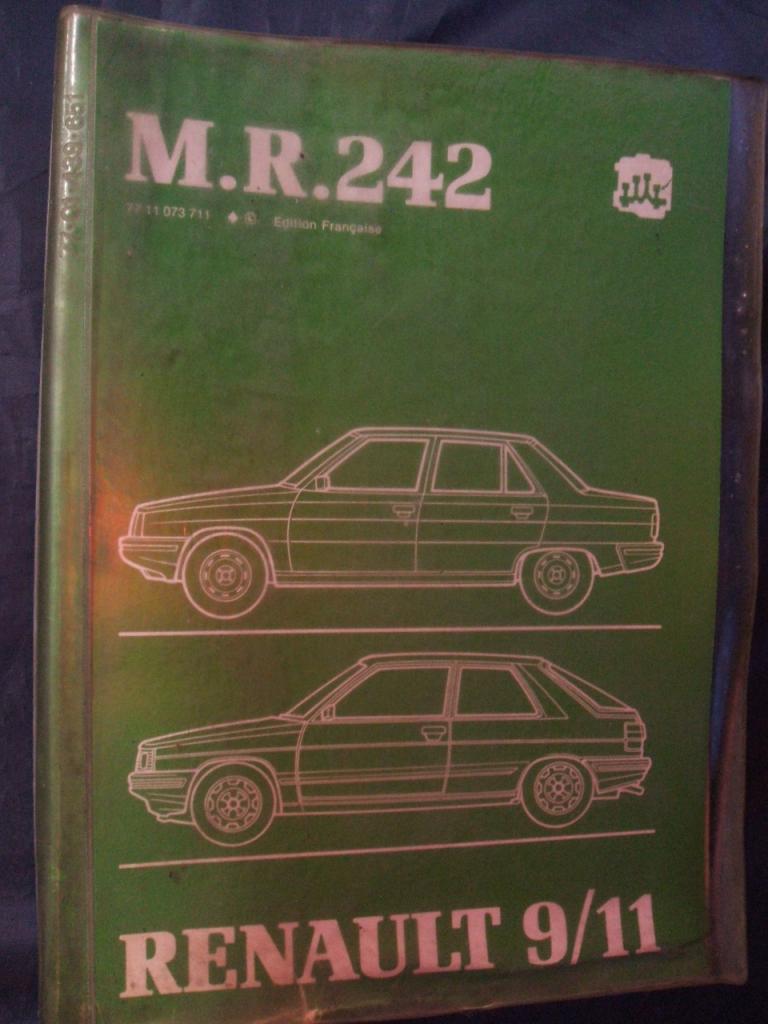 M.R.242
77 11 073 711 ◆ © Edition Française
RENAULT 9/11